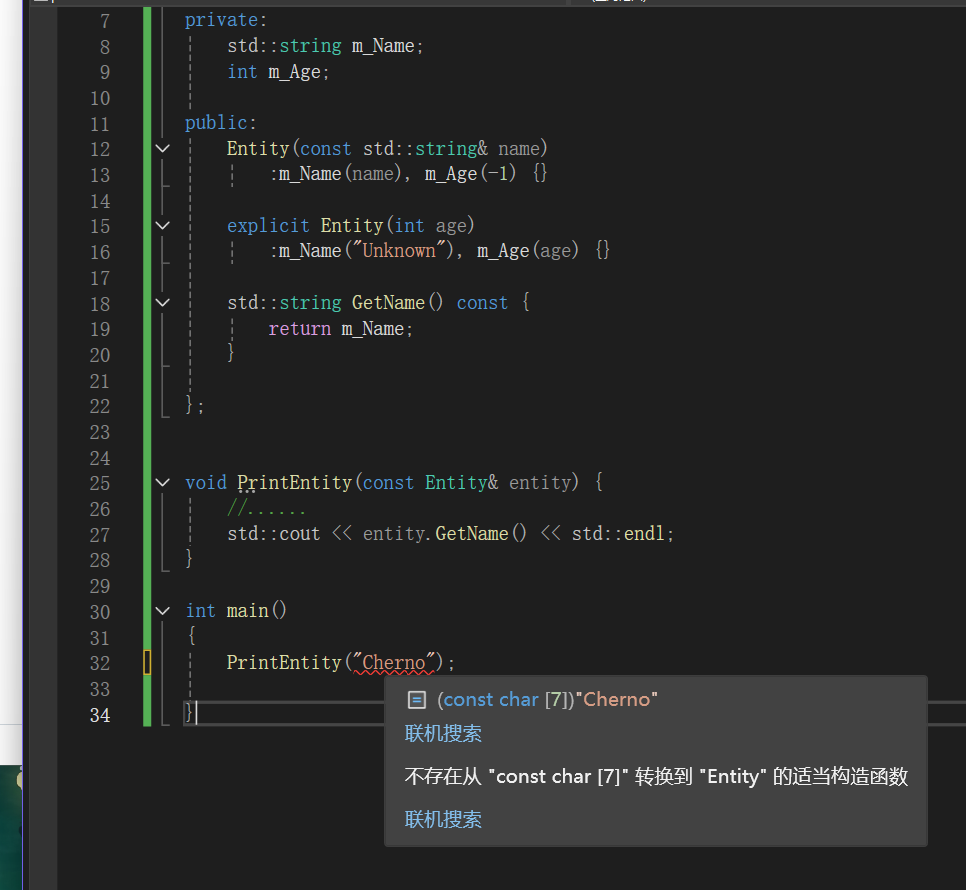 7 private:
8 std::string m_Name;
9 int m_Age;
10
11 public:
12 Entity(const std::string& name)
13 :m_Name(name), m_Age(-1) {}
14
15 explicit Entity(int age)
16 :m_Name("Unknown"), m_Age(age) {}
17
18 std::string GetName() const {
19 return m_Name;
20 }
21
22 };
23
24
25 void PrintEntity(const Entity& entity) {
26 //......
27 std::cout << entity.GetName() << std::endl;
28 }
29
30 int main()
31 {
32 PrintEntity("Cherno");
33
34 }
(const char [7])"Cherno"
联机搜索
不存在从 "const char [7]" 转换到 "Entity" 的适当构造函数
联机搜索